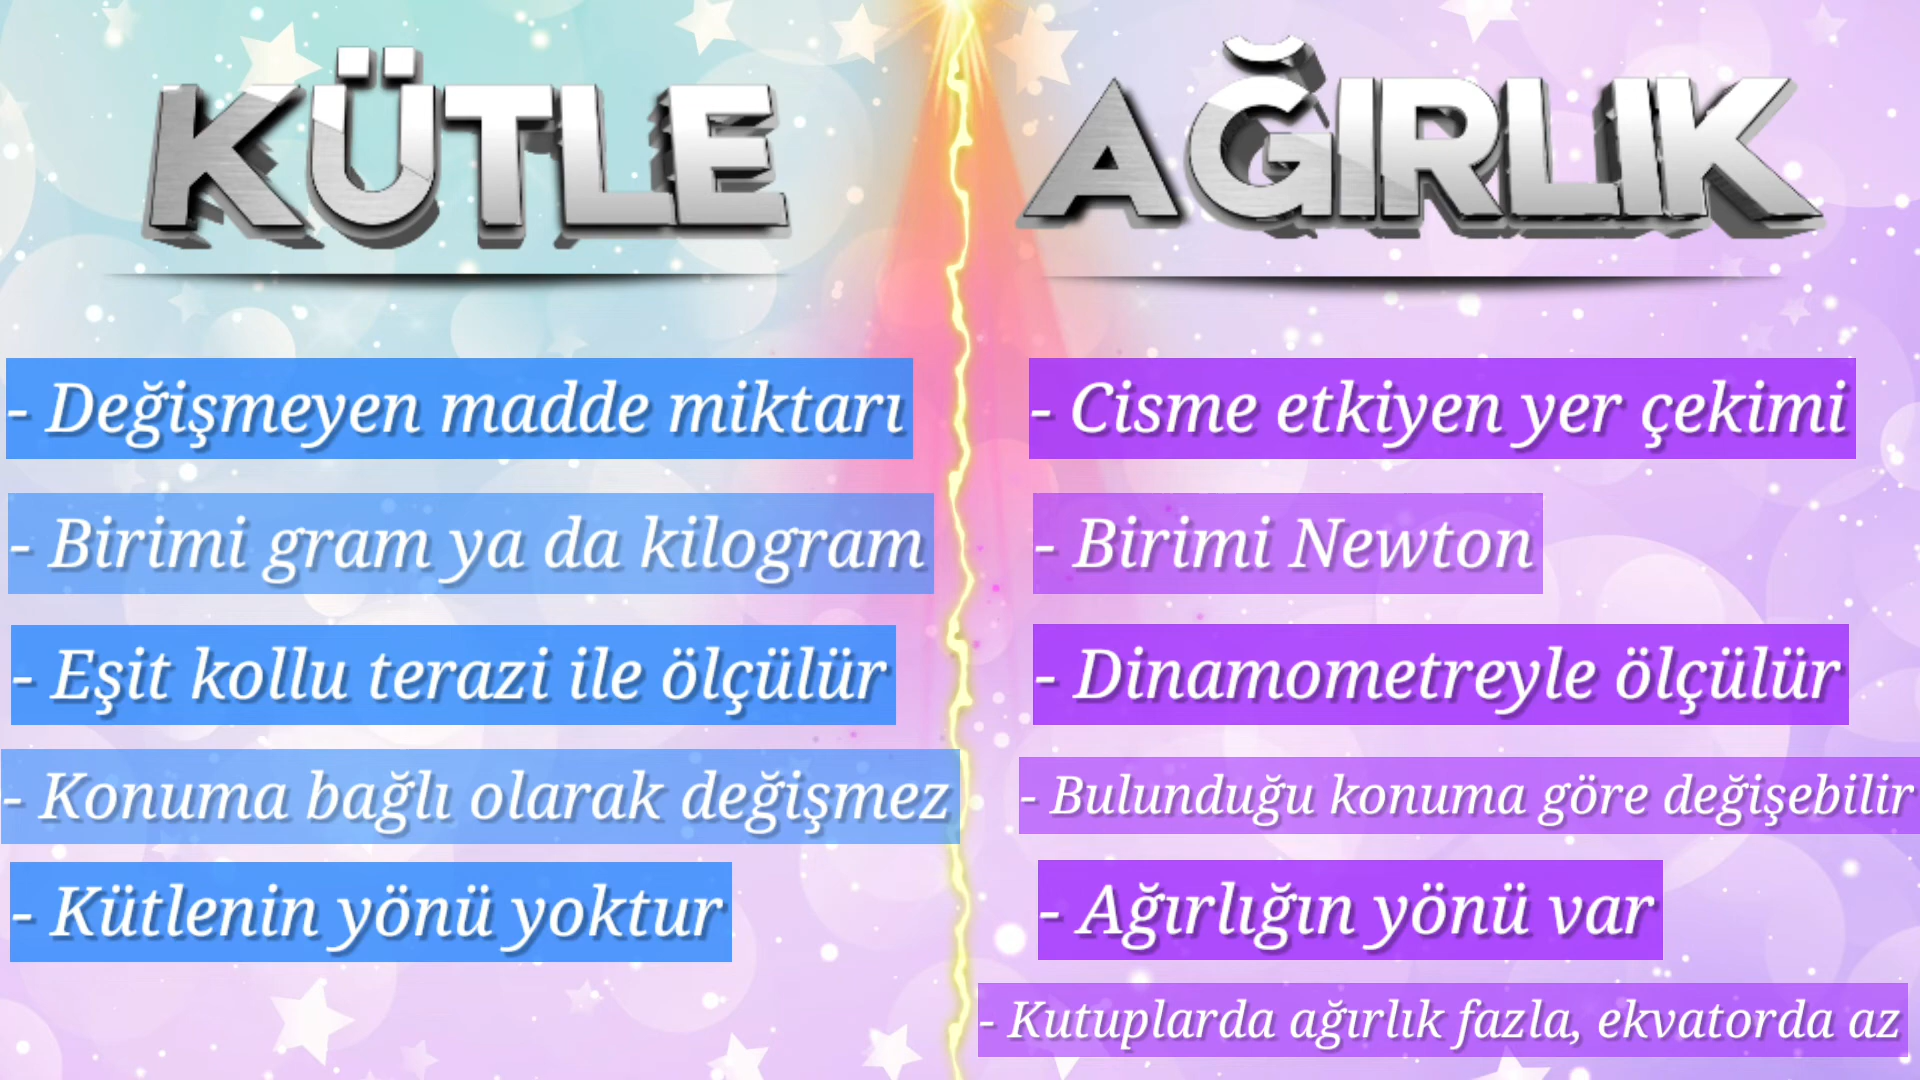 KÜTLE
- Değişmeyen madde miktarı
- Birimi gram ya da kilogram
- Eşit kollu terazi ile ölçülür
- Konuma bağlı olarak değişmez
- Kütlenin yönü yoktur
AĞIRLIK
- Cisme etkiyen yer çekimi
- Birimi Newton
- Dinamometreyle ölçülür
- Bulunduğu konuma göre değişebilir
- Ağırlığın yönü var
- Kutuplarda ağırlık fazla, ekvatorda az